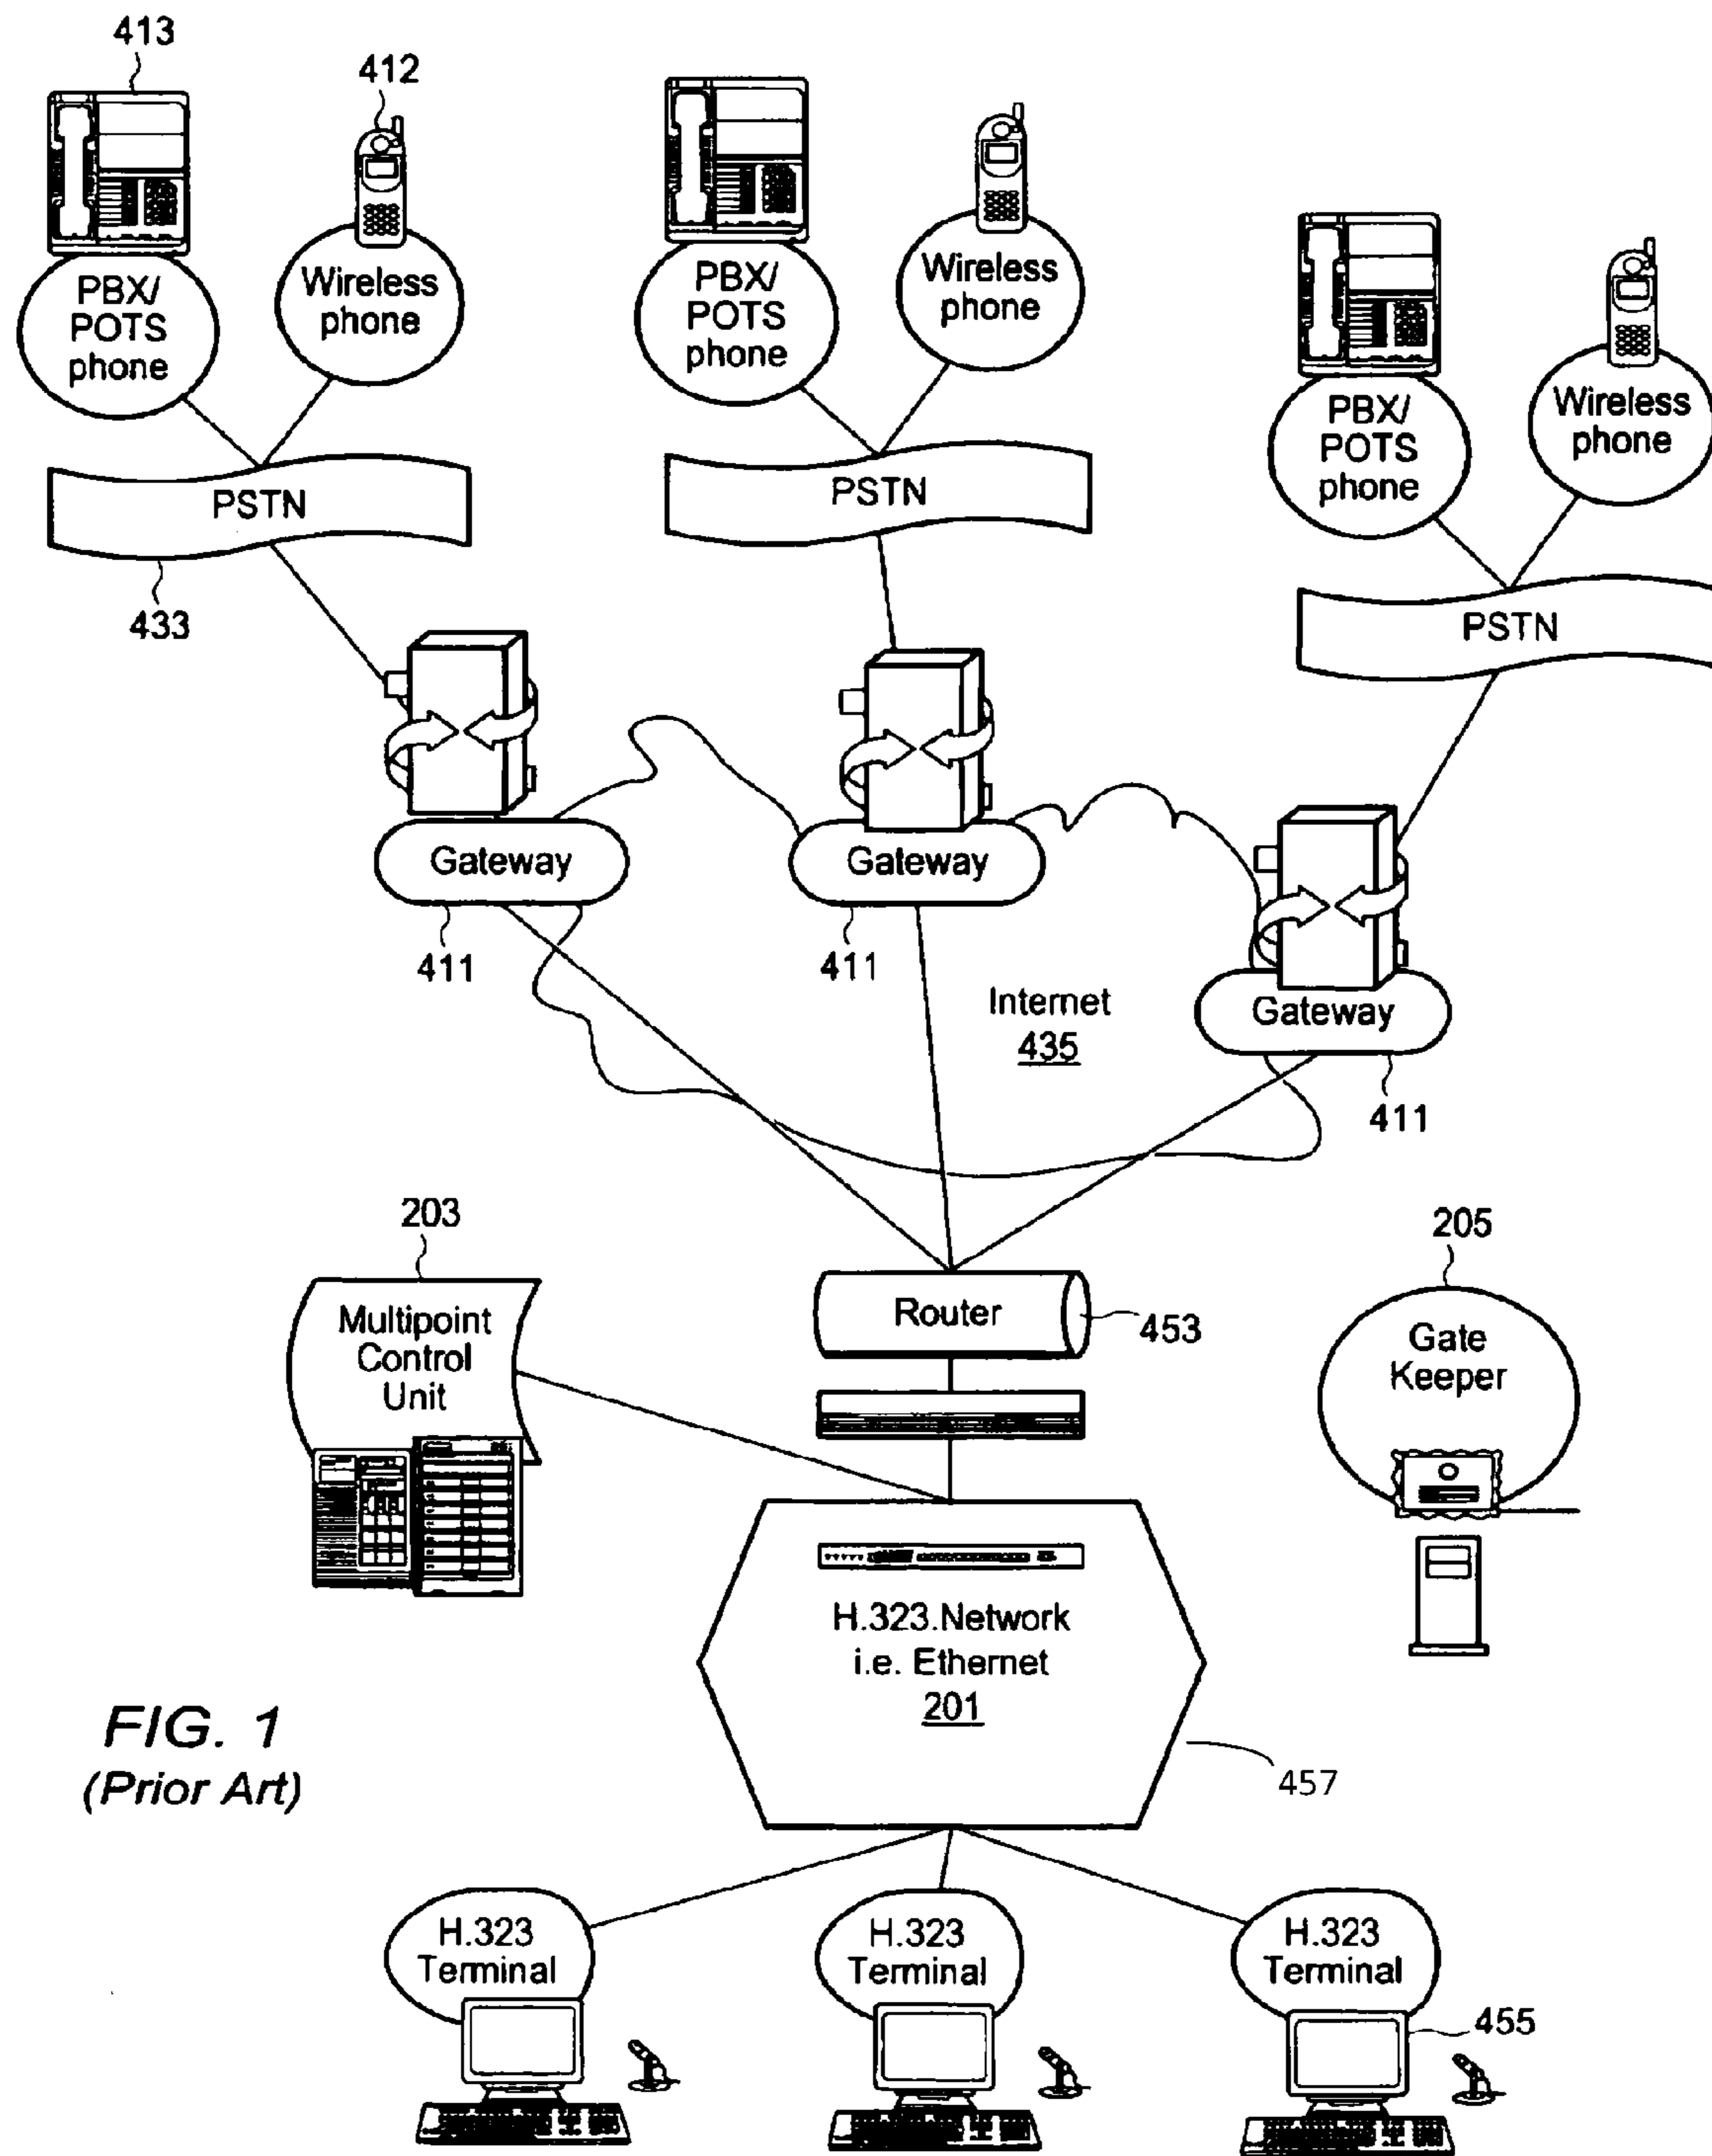 413
412
PBX/
POTS
phone
Wireless
phone
PBX/
POTS
phone
Wireless
phone
PBX/
POTS
phone
Wireless
phone
PSTN
433
PSTN
PSTN
Gateway
411
Gateway
411
Internet
435
Gateway
411
203
Multipoint
Control
Unit
Router
453
205
Gate
Keeper
H.323.Network
i.e. Ethernet
201
457
FIG. 1
(Prior Art)
H.323
Terminal
H.323
Terminal
H.323
Terminal
455